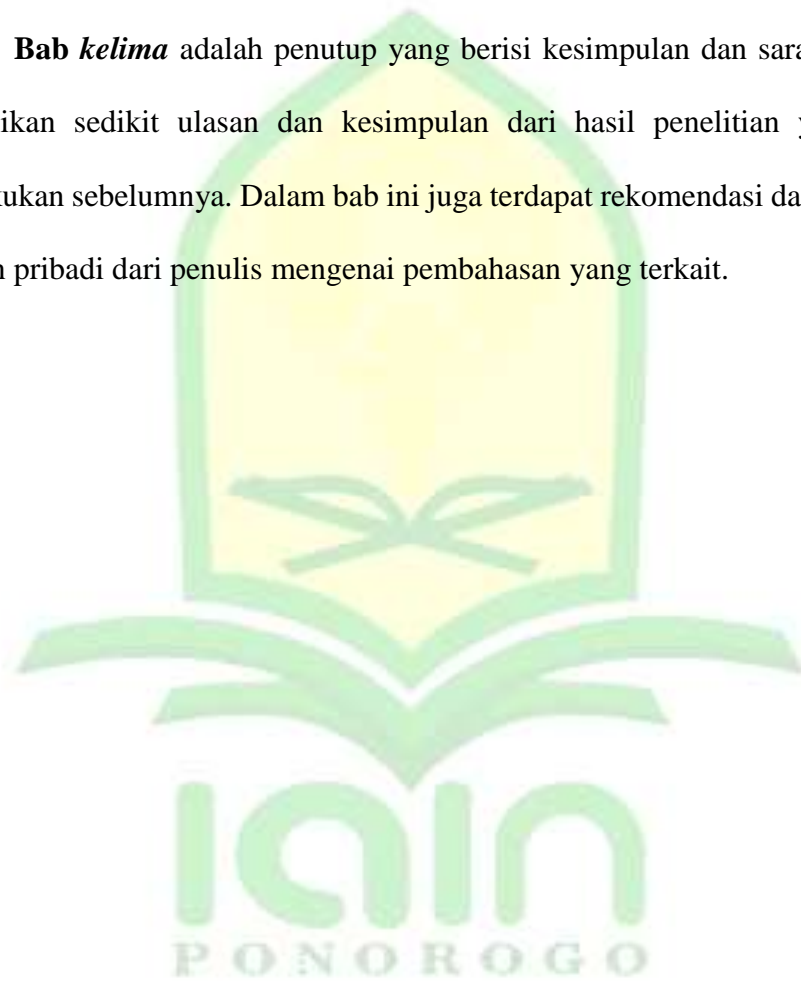 Bab kelima adalah penutup yang berisi kesimpulan dan sara
ikan sedikit ulasan dan kesimpulan dari hasil penelitian y
ukan sebelumnya. Dalam bab ini juga terdapat rekomendasi da
n pribadi dari penulis mengenai pembahasan yang terkait.
iain
PONOROGO